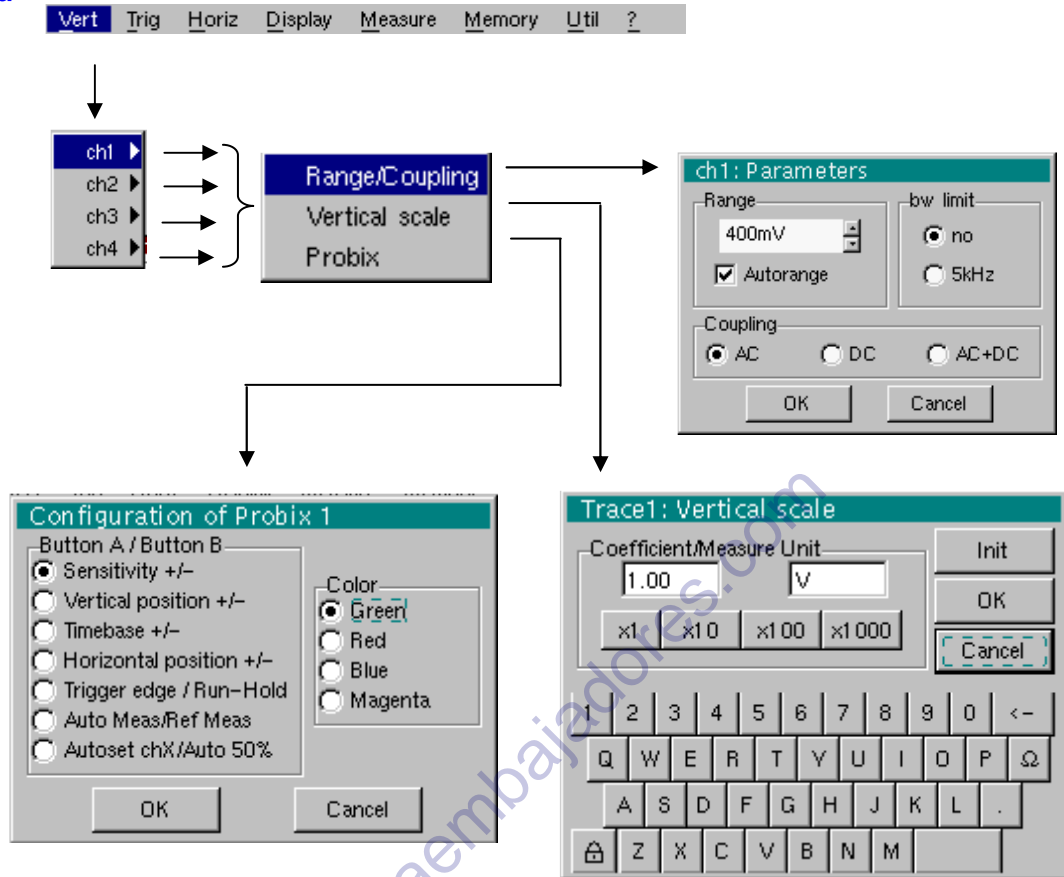 Vert Trig Horiz Display Measure Memory Util ?
ch1
ch2
ch3
ch4
Range/Coupling
Vertical scale
Probix
ch1: Parameters
Range
400mV
Autorange
bw limit
no
5kHz
Coupling
AC DC AC+DC
OK Cancel
Configuration of Probix 1
Button A / Button B
Sensitivity +/-
Vertical position +/-
Timebase +/-
Horizontal position +/-
Trigger edge / Run-Hold
Auto Meas/Ref Meas
Autoset chX/Auto 50%
Color
Green
Red
Blue
Magenta
OK Cancel
Trace1: Vertical scale
Coefficient/Measure Unit
1.00 V
x1 x10 x100 x1000
Init
OK
Cancel
1 2 3 4 5 6 7 8 9 0 <-
Q W E R T Y U I O P Ω
A S D F G H J K L .
Z X C V B N M
aembajadores.com